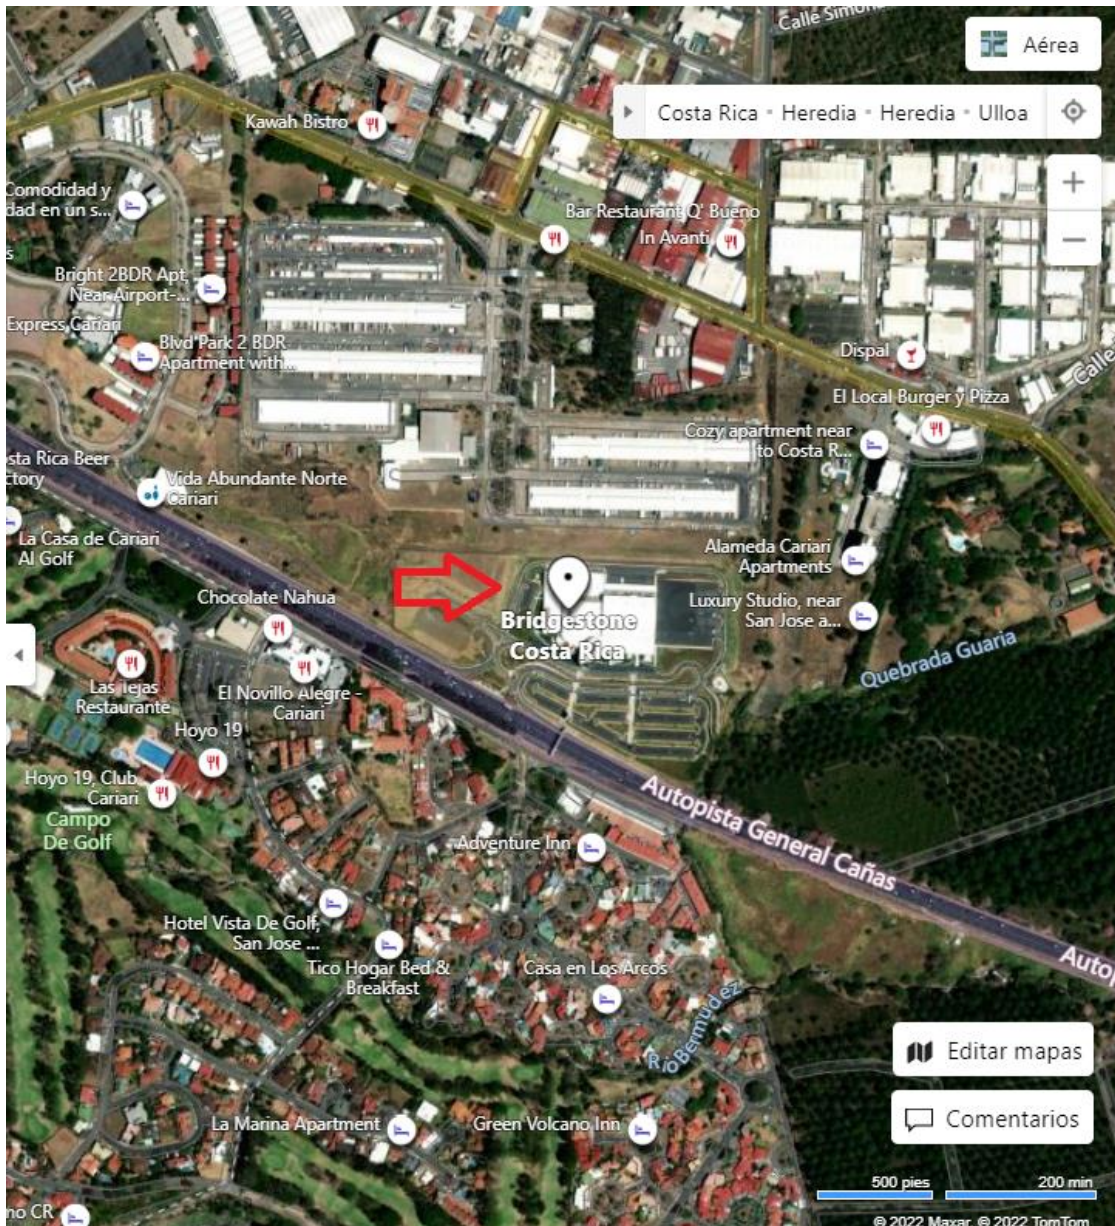 Calle Simon
Aérea
Costa Rica • Heredia • Heredia • Ulloa
Kawah Bistro
Comodidad y
dad en un s...
Bar Restaurant Q' Bueno
In Avanti
s
Bright 2BDR Apt,
Near Airport-...
Express Cariari
Blvd Park 2 BDR
Apartment with...
Dispal
Calle
El Local Burger y Pizza
Cozy apartment near
to Costa R...
osta Rica Beer
ctory
Vida Abundante Norte
Cariari
La Casa de Cariari
Al Golf
Alameda Cariari
Apartments
Chocolate Nahua
Bridgestone
Costa Rica
Luxury Studio, near
San Jose a...
Quebrada Guaria
Las Tejas
Restaurante
El Novillo Alegre -
Cariari
Hoyo 19
Hoyo 19, Club
Cariari
Campo
De Golf
Autopista General Cañas
Adventure Inn
Hotel Vista De Golf,
San Jose ...
Tico Hogar Bed &
Breakfast
Casa en Los Arcos
Autop
Río Bermúdez
Editar mapas
La Marina Apartment
Green Volcano Inn
Comentarios
500 pies
200 min
no CR
© 2022 Maxar, © 2022 TomTom